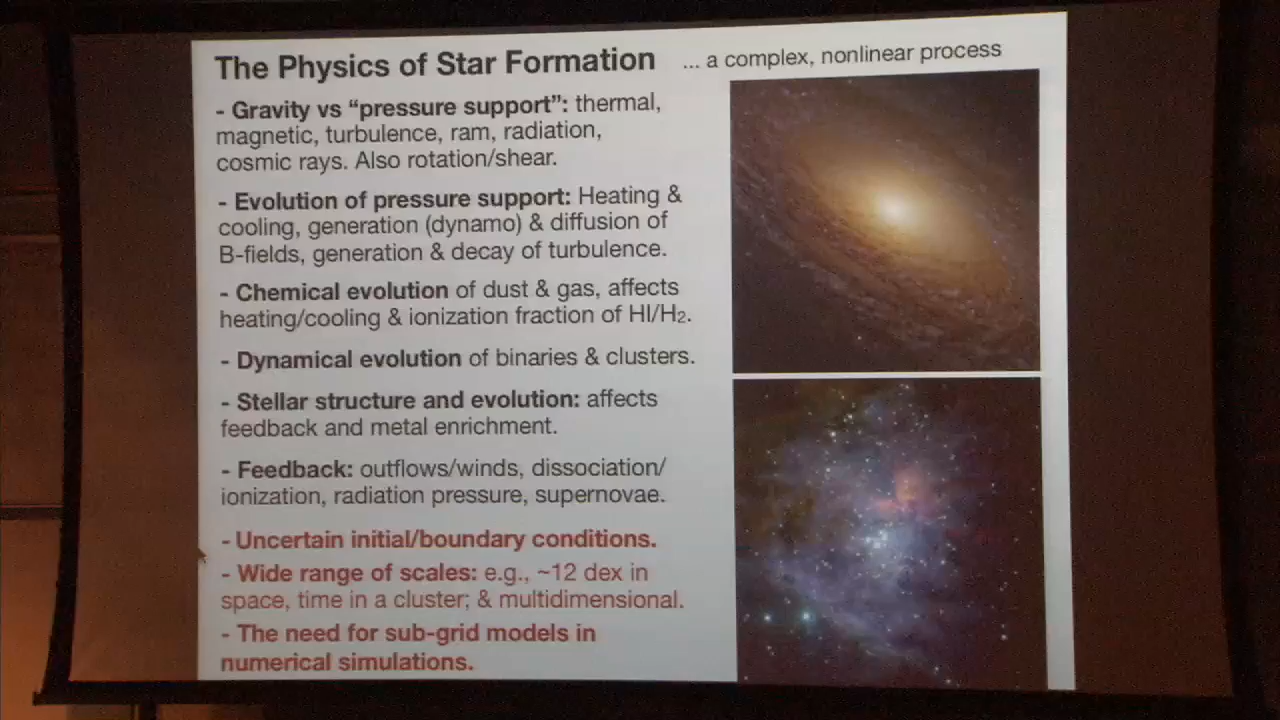 The Physics of Star Formation ... a complex, nonlinear process
- Gravity vs “pressure support”: thermal,
magnetic, turbulence, ram, radiation,
cosmic rays. Also rotation/shear.
- Evolution of pressure support: Heating &
cooling, generation (dynamo) & diffusion of
B-fields, generation & decay of turbulence.
- Chemical evolution of dust & gas, affects
heating/cooling & ionization fraction of HI/H₂.
- Dynamical evolution of binaries & clusters.
- Stellar structure and evolution: affects
feedback and metal enrichment.
- Feedback: outflows/winds, dissociation/
ionization, radiation pressure, supernovae.
- Uncertain initial/boundary conditions.
- Wide range of scales: e.g., ~12 dex in
space, time in a cluster; & multidimensional.
- The need for sub-grid models in
numerical simulations.